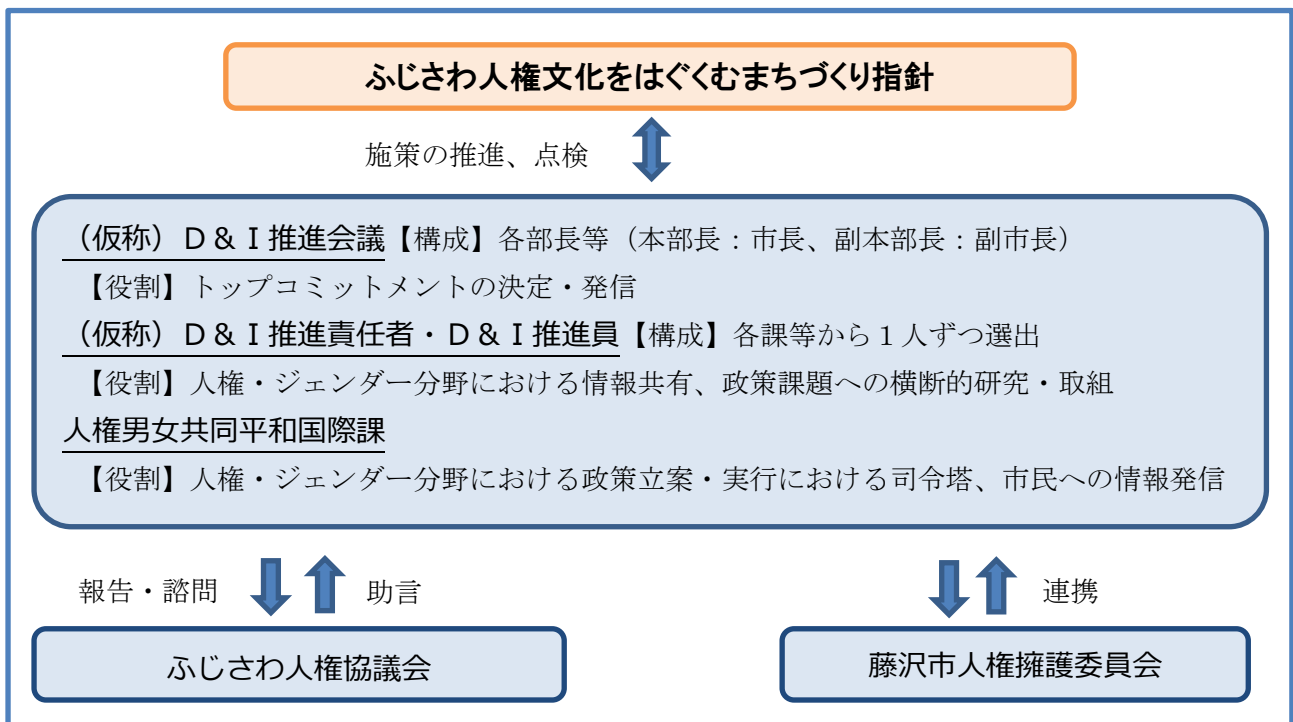 ふじさわ人権文化をはぐくむまちづくり指針
施策の推進、点検
（仮称）Ｄ＆Ｉ推進会議【構成】各部長等（本部長：市長、副本部長：副市長）
【役割】トップコミットメントの決定・発信
（仮称）Ｄ＆Ｉ推進責任者・Ｄ＆Ｉ推進員【構成】各課等から１人ずつ選出
【役割】人権・ジェンダー分野における情報共有、政策課題への横断的研究・取組
人権男女共同平和国際課
【役割】人権・ジェンダー分野における政策立案・実行における司令塔、市民への情報発信
報告・諮問
助言
連携
ふじさわ人権協議会
藤沢市人権擁護委員会